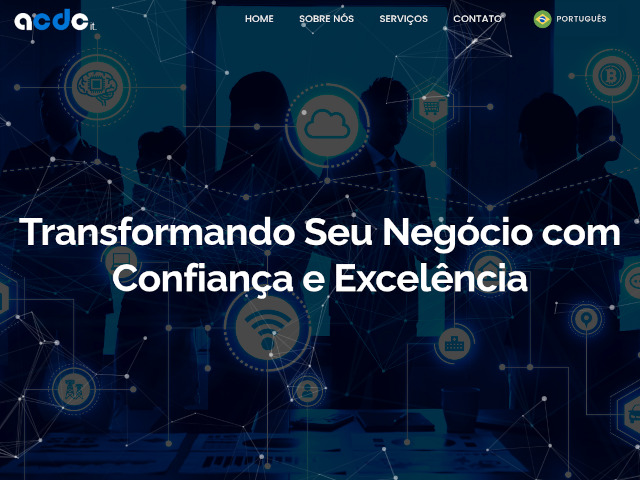 acdc it.
HOME SOBRE NÓS SERVIÇOS CONTATO PORTUGUÊS
Transformando Seu Negócio com
Confiança e Excelência